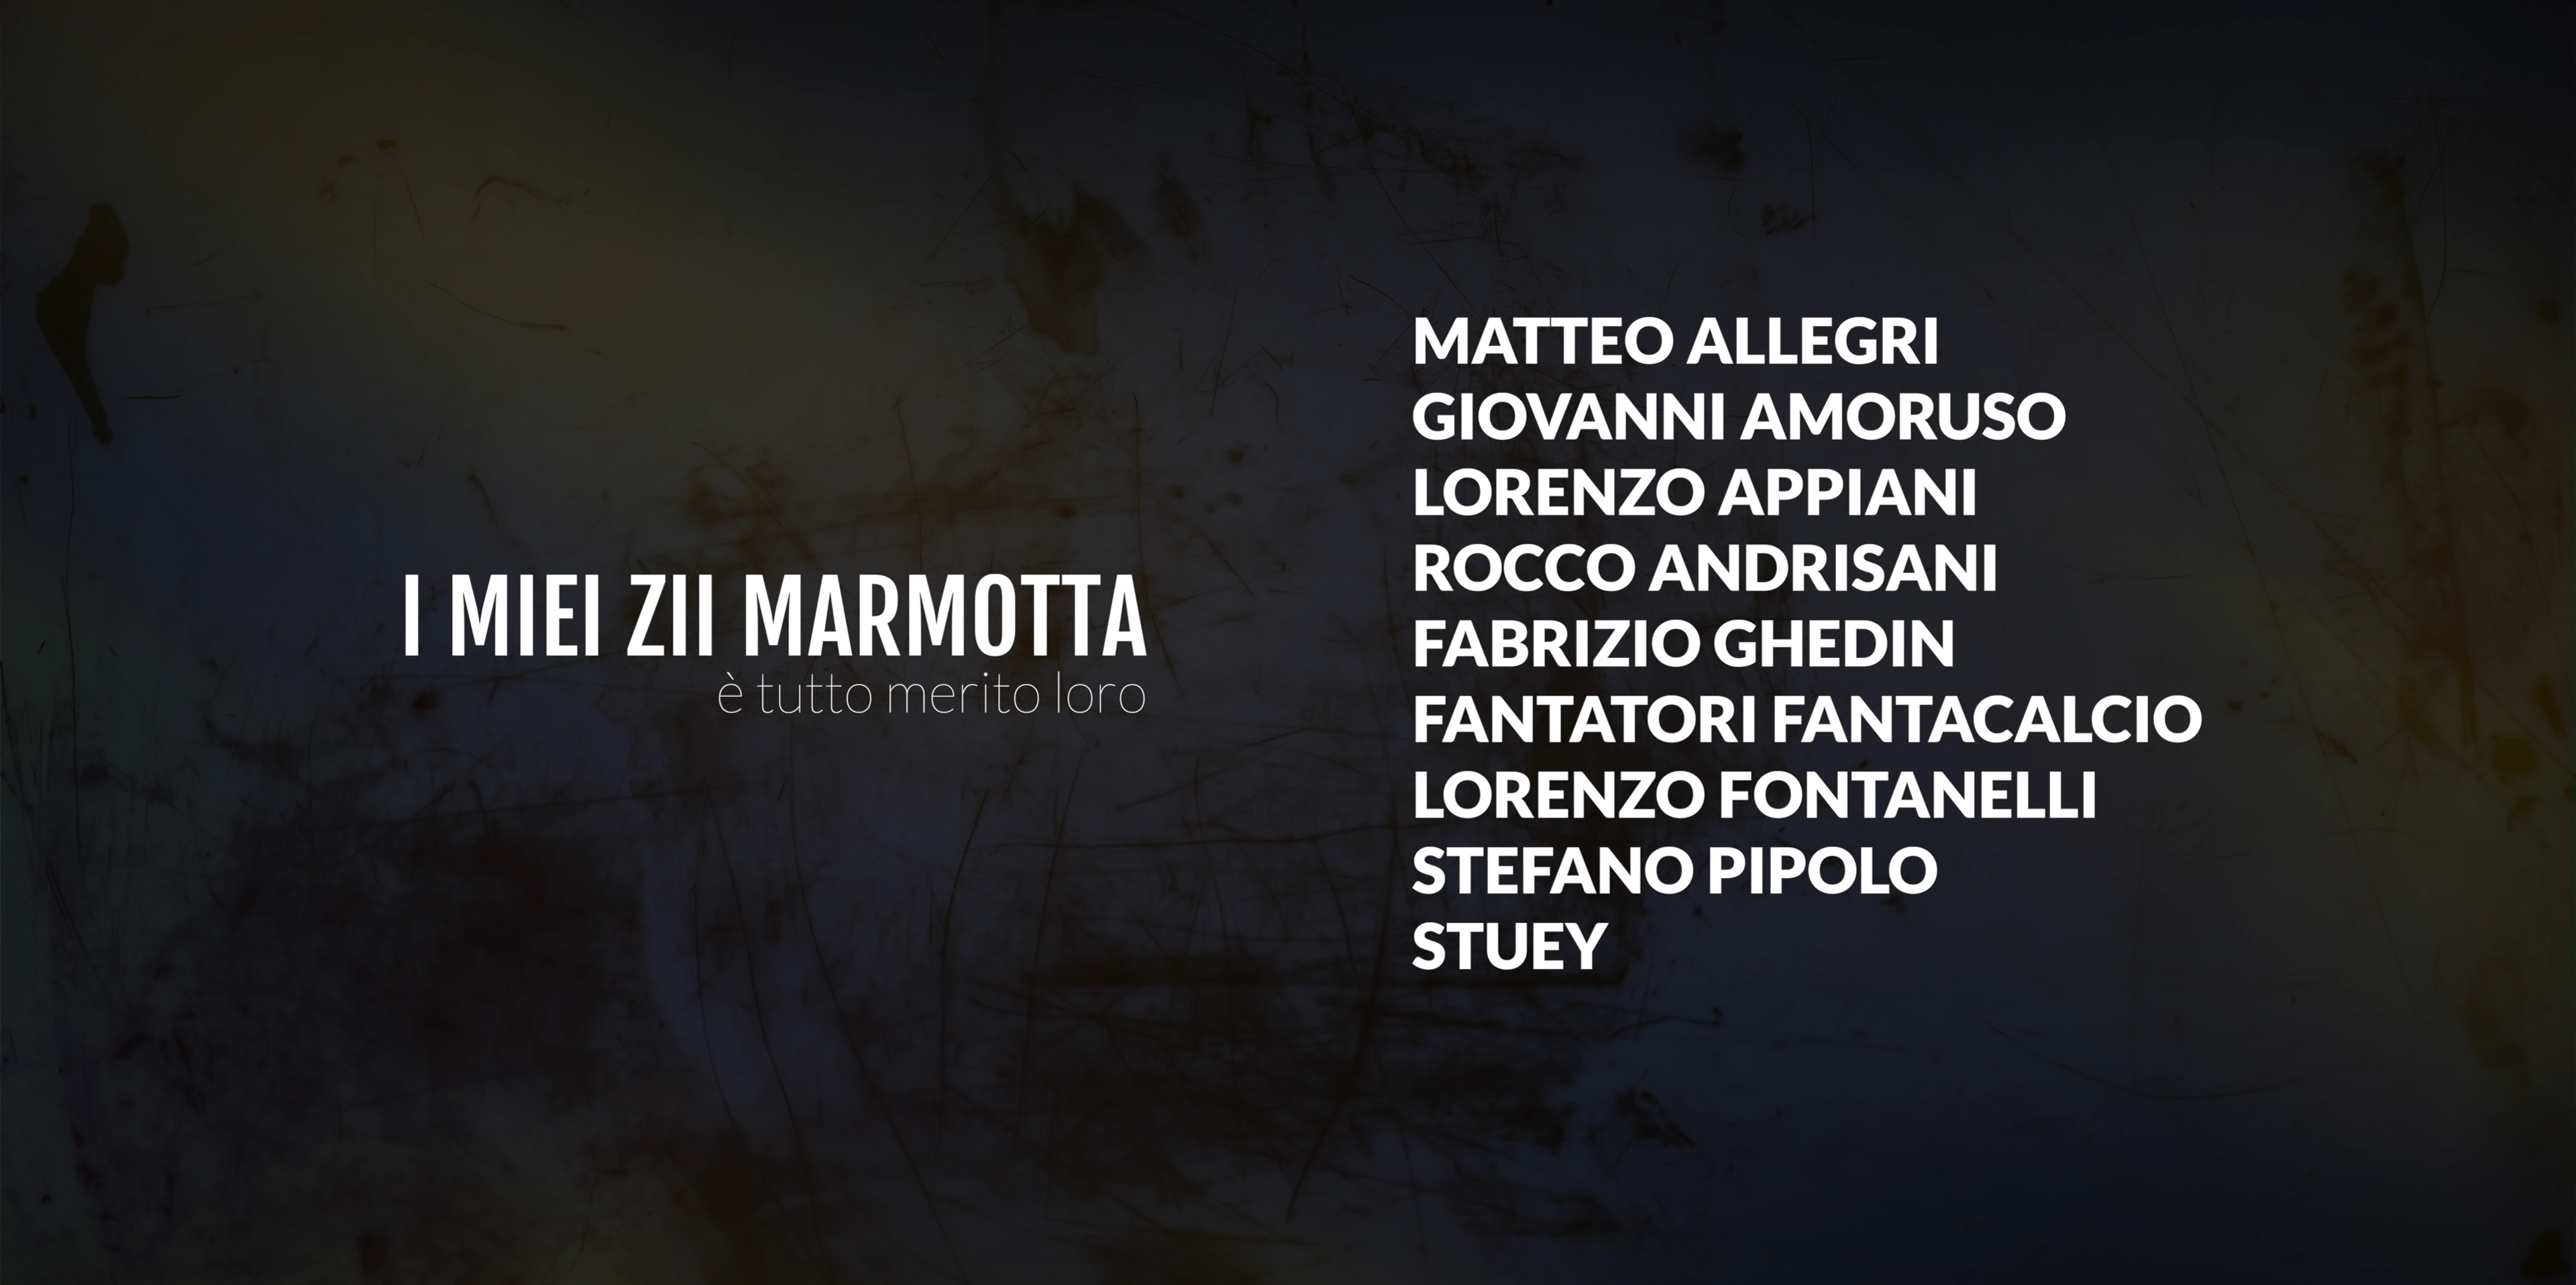 I MIEI ZII MARMOTTA
è tutto merito loro
MATTEO ALLEGRI
GIOVANNI AMORUSO
LORENZO APPIANI
ROCCO ANDRISANI
FABRIZIO GHEDIN
FANTATORI FANTACALCIO
LORENZO FONTANELLI
STEFANO PIPOLO
STUEY